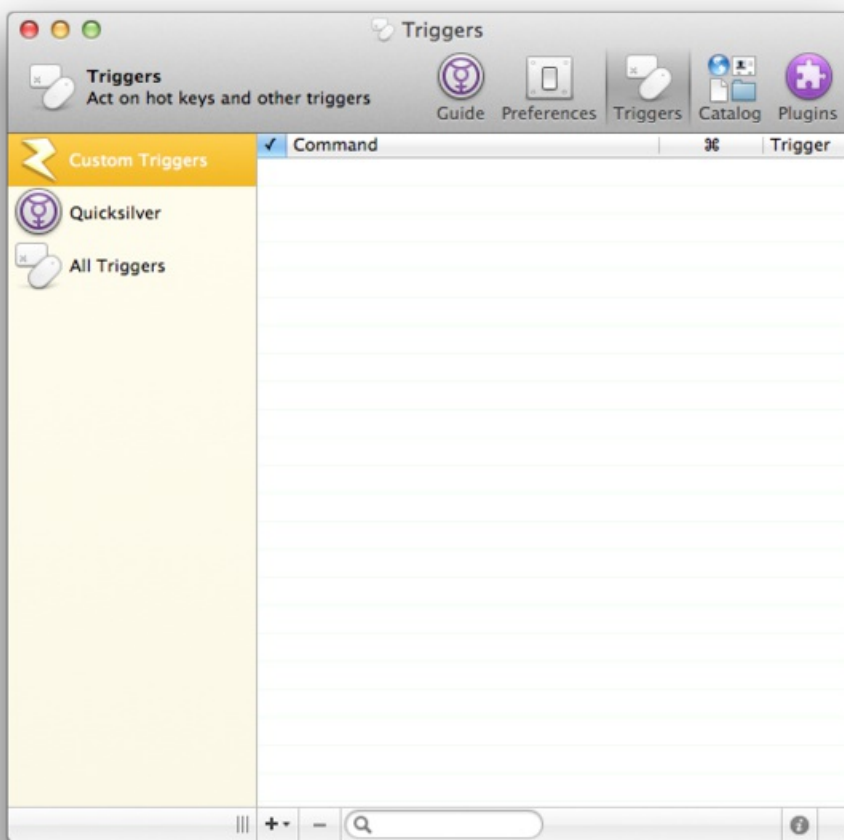 Triggers
Triggers
Act on hot keys and other triggers
Guide Preferences Triggers Catalog Plugins
Custom Triggers
Quicksilver
All Triggers
✓ Command ⌘ Trigger
+ −